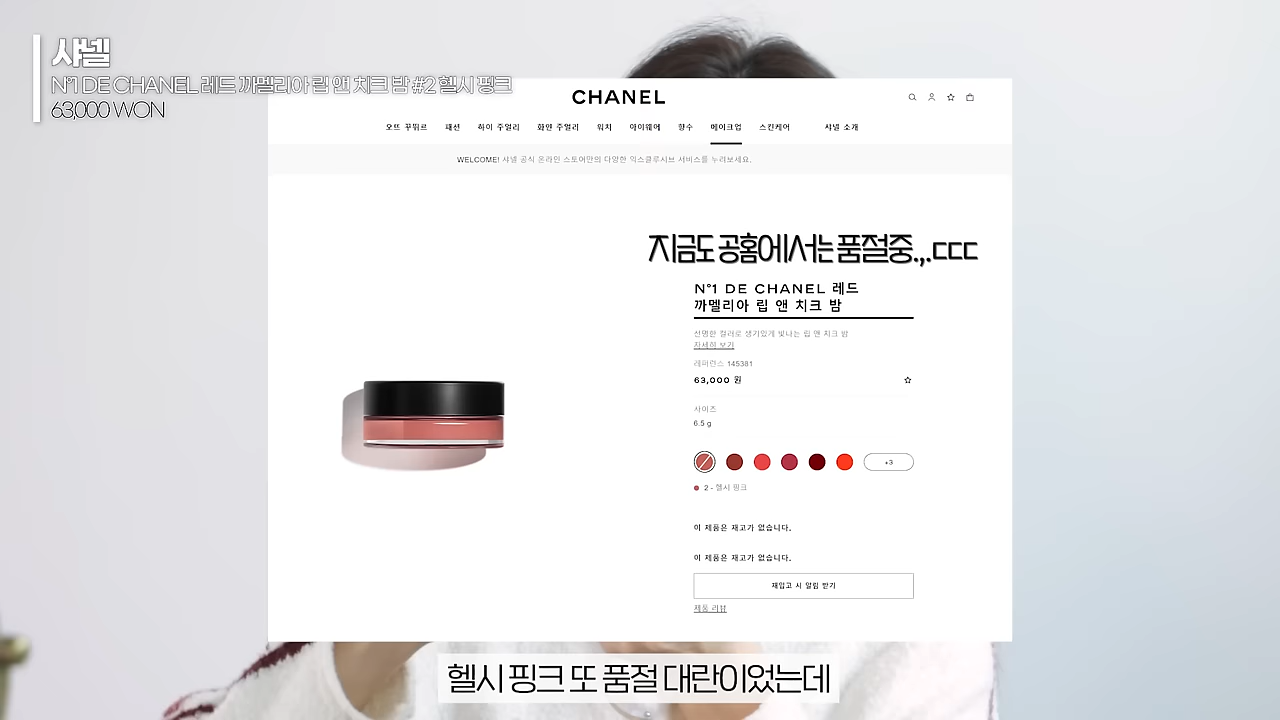 샤넬
N°1 DE CHANEL 레드 까멜리아 립 앤 치크 밤 #2 헬시 핑크
63,000 WON
CHANEL
오뜨 꾸뛰르 패션 하이 주얼리 화인 주얼리 워치 아이웨어 향수 메이크업 스킨케어 샤넬 소개
WELCOME! 샤넬 공식 온라인 스토어만의 다양한 익스클루시브 서비스를 누려보세요.
지금도 공홈에서는 품절중.,.ㄷㄷㄷ
N°1 DE CHANEL 레드
까멜리아 립 앤 치크 밤
선명한 컬러로 생기있게 빛나는 립 앤 치크 밤
자세히 보기
레퍼런스 145381
63,000 원
사이즈
6.5 g
+3
2 - 헬시 핑크
이 제품은 재고가 없습니다.
이 제품은 재고가 없습니다.
재입고 시 알림 받기
제품 리뷰
헬시 핑크 또 품절 대란이었는데